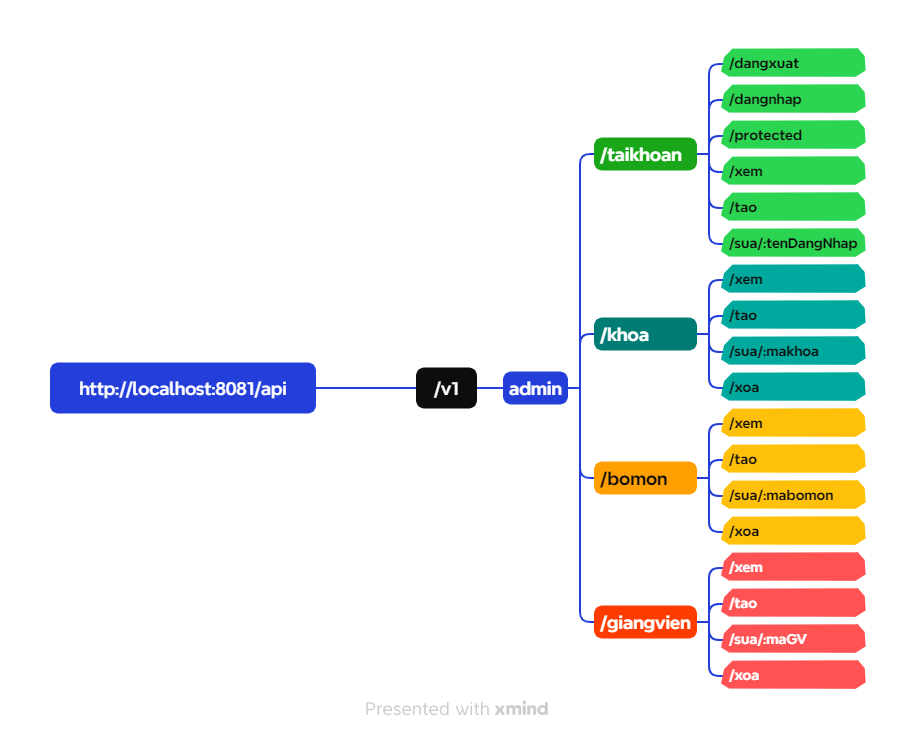 http://localhost:8081/api
/v1
admin
/taikhoan
/dangxuat
/dangnhap
/protected
/xem
/tao
/sua/:tenDangNhap
/khoa
/xem
/tao
/sua/:makhoa
/xoa
/bomon
/xem
/tao
/sua/:mabomon
/xoa
/giangvien
/xem
/tao
/sua/:maGV
/xoa
Presented with xmind